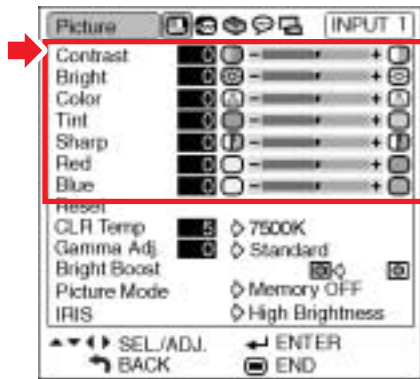 Picture INPUT 1
Contrast 0 - +
Bright 0 - +
Color 0 - +
Tint 0 - +
Sharp 0 - +
Red 0 - +
Blue 0 - +
Reset
CLR Temp 5 7500K
Gamma Adj. 0 Standard
Bright Boost
Picture Mode Memory OFF
IRIS High Brightness
SEL./ADJ. ENTER
BACK END